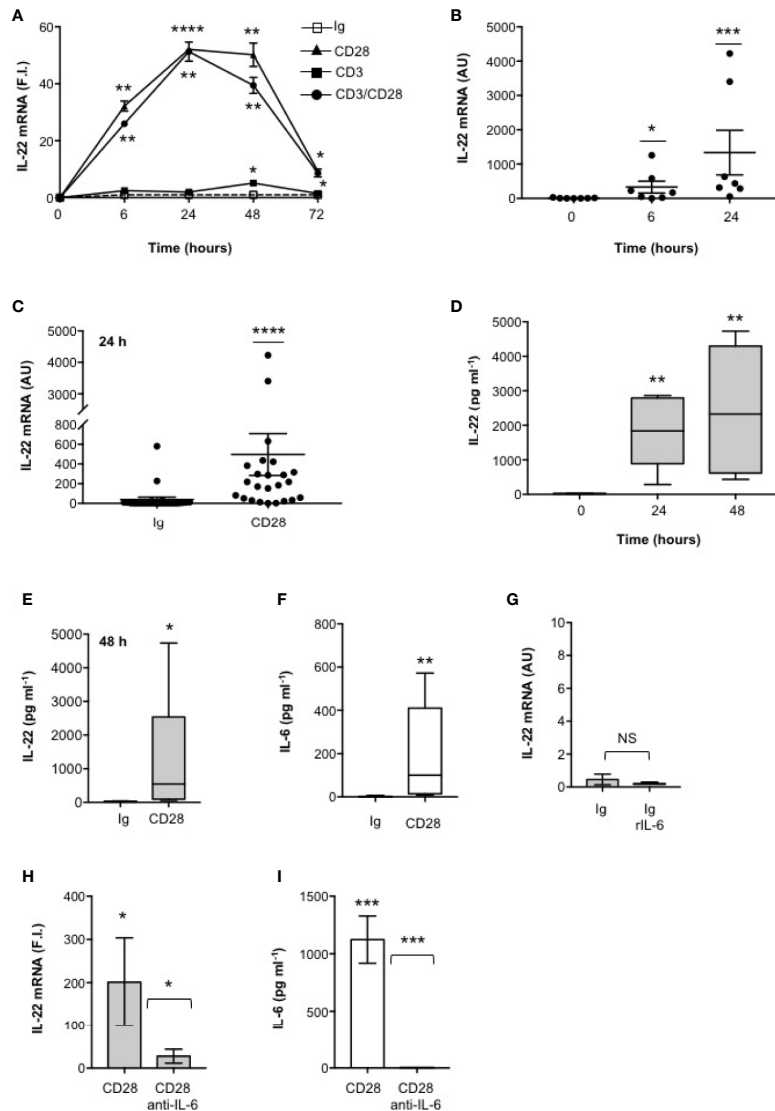 A
IL-22 mRNA (F.I.)
60
40
20
0
****
**
**
**
**
**
*
*
*
Ig
CD28
CD3
CD3/CD28
0 6 24 48 72
Time (hours)
B
IL-22 mRNA (AU)
5000
4000
3000
2000
1000
0
*
***
0 6 24
Time (hours)
C
24 h
IL-22 mRNA (AU)
5000
4000
3000
800
600
400
200
0
****
Ig CD28
D
IL-22 (pg ml-1)
5000
4000
3000
2000
1000
0
**
**
0 24 48
Time (hours)
E
48 h
IL-22 (pg ml-1)
5000
4000
3000
2000
1000
0
*
Ig CD28
F
IL-6 (pg ml-1)
800
600
400
200
0
**
Ig CD28
G
IL-22 mRNA (AU)
10
8
6
4
2
0
NS
Ig Ig
rIL-6
H
IL-22 mRNA (F.I.)
400
300
200
100
0
*
*
CD28 CD28
anti-IL-6
I
IL-6 (pg ml-1)
1500
1000
500
0
***
***
CD28 CD28
anti-IL-6